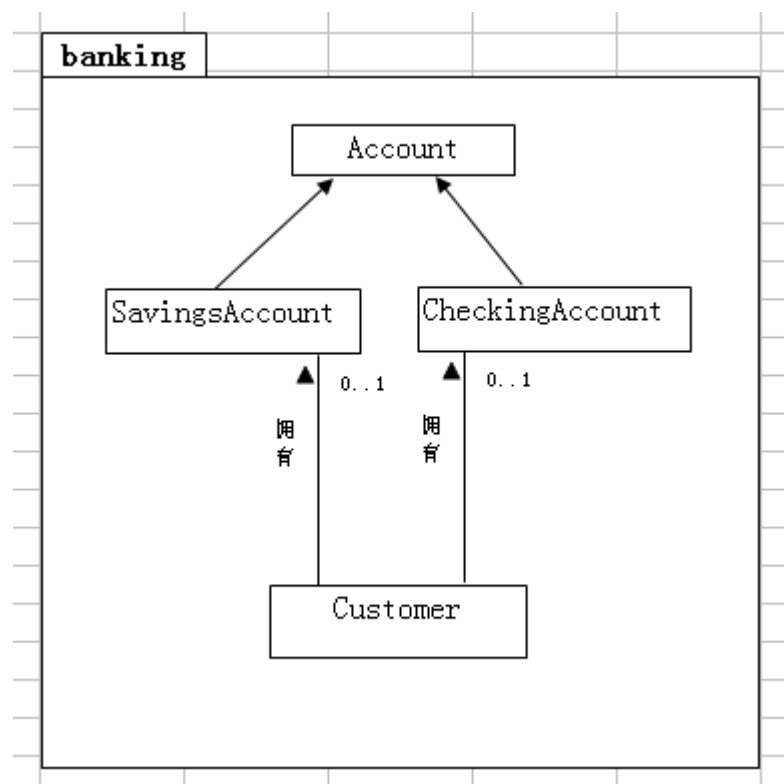 banking
Account
SavingsAccount
CheckingAccount
0..1
0..1
拥有
拥有
Customer